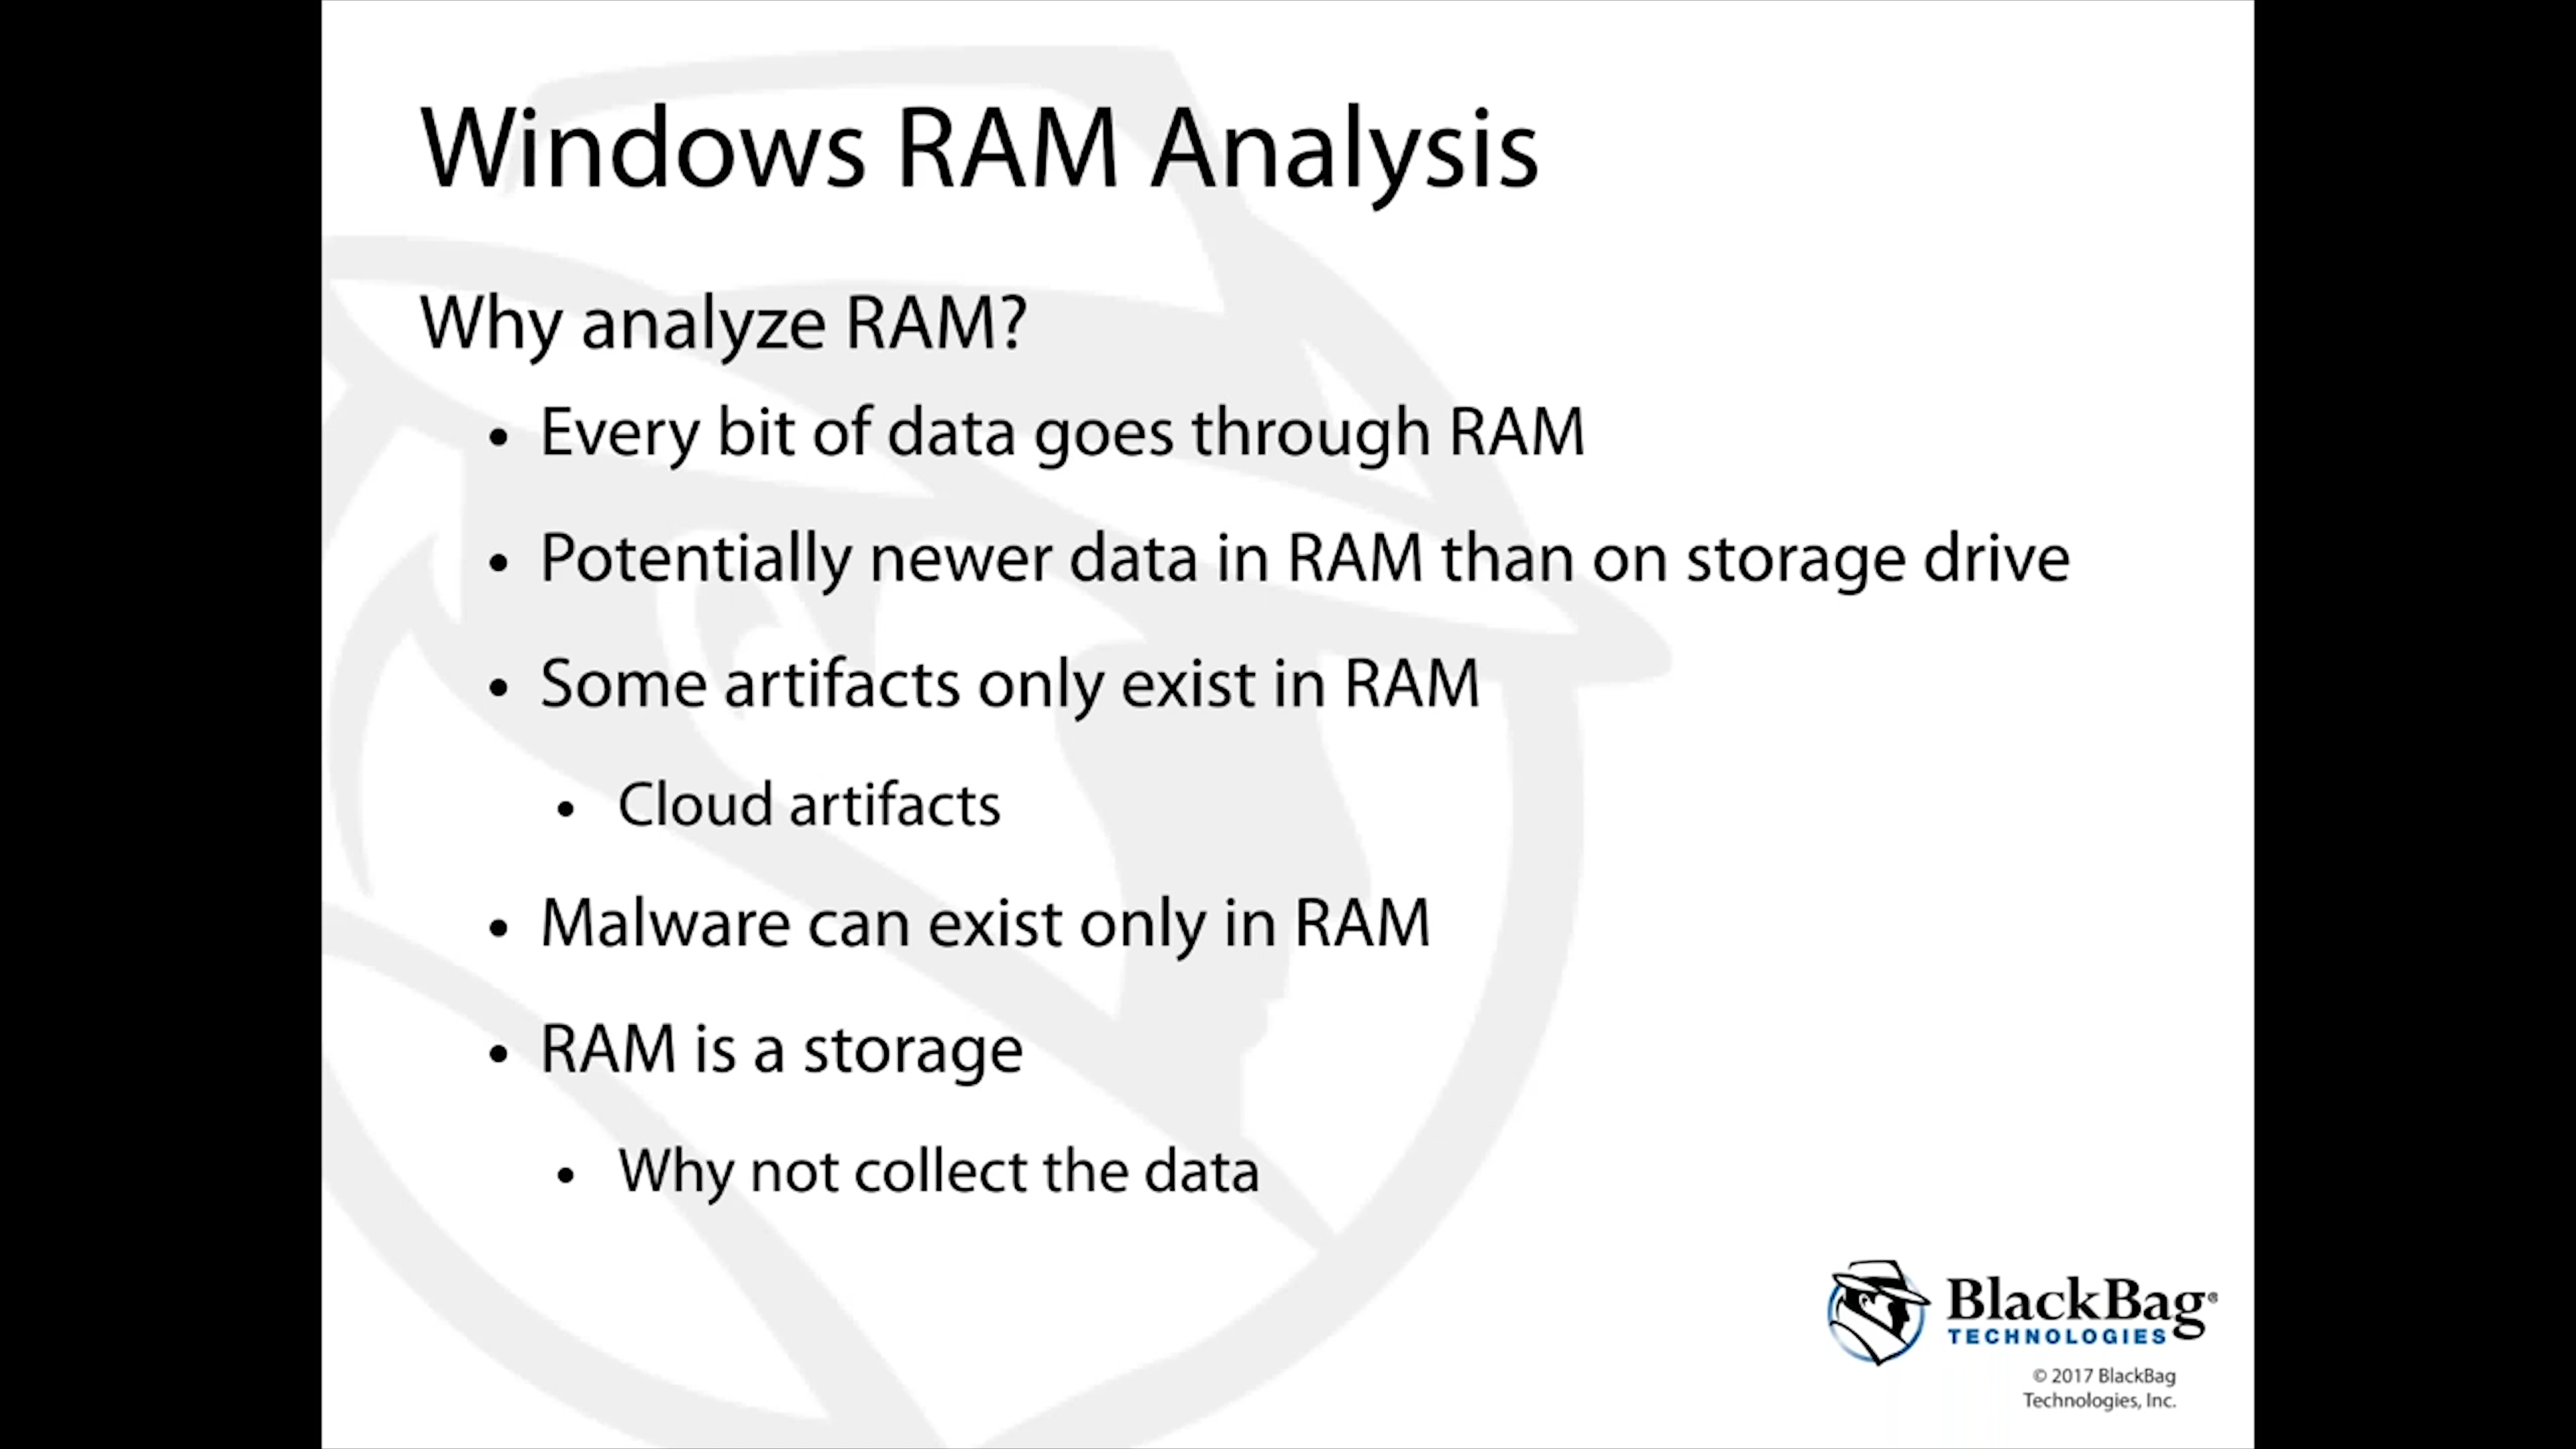 Windows RAM Analysis
Why analyze RAM?
• Every bit of data goes through RAM
• Potentially newer data in RAM than on storage drive
• Some artifacts only exist in RAM
• Cloud artifacts
• Malware can exist only in RAM
• RAM is a storage
• Why not collect the data
BlackBag®
TECHNOLOGIES
© 2017 BlackBag
Technologies, Inc.